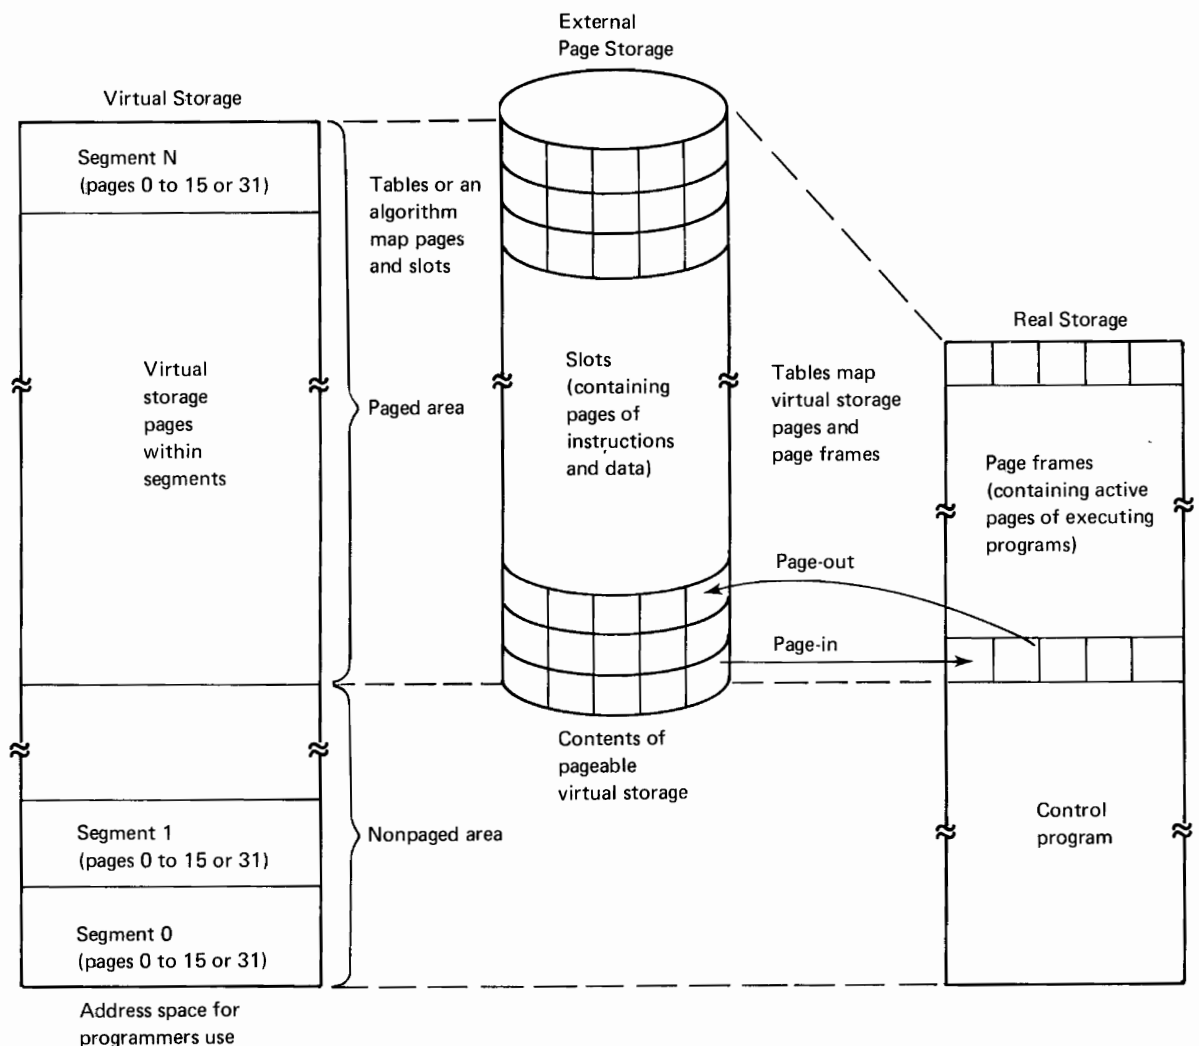 External
Page Storage
Virtual Storage
Segment N
(pages 0 to 15 or 31)
Tables or an
algorithm
map pages
and slots
Real Storage
Virtual
storage
pages
within
segments
Paged area
Slots
(containing
pages of
instructions
and data)
Tables map
virtual storage
pages and
page frames
Page frames
(containing active
pages of executing
programs)
Page-out
Page-in
Contents of
pageable
virtual storage
Segment 1
(pages 0 to 15 or 31)
Nonpaged area
Control
program
Segment 0
(pages 0 to 15 or 31)
Address space for
programmers use